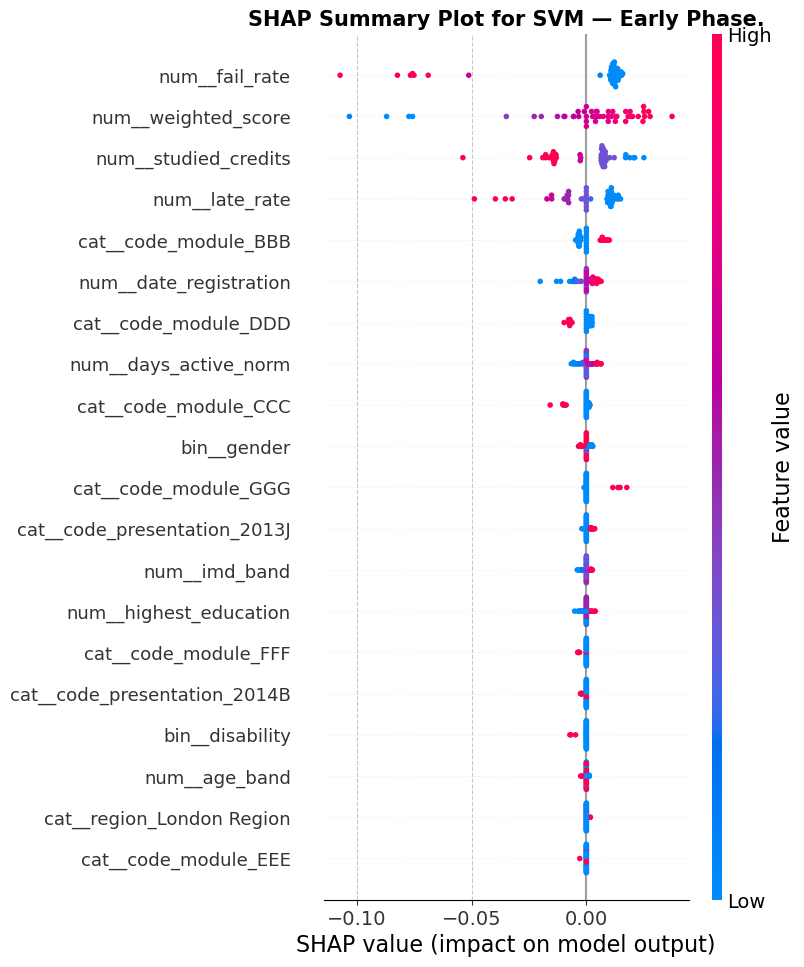 SHAP Summary Plot for SVM — Early Phase.
High
num__fail_rate
num__weighted_score
num__studied_credits
num__late_rate
cat__code_module_BBB
num__date_registration
cat__code_module_DDD
num__days_active_norm
cat__code_module_CCC
bin__gender
cat__code_module_GGG
cat__code_presentation_2013J
num__imd_band
num__highest_education
cat__code_module_FFF
cat__code_presentation_2014B
bin__disability
num__age_band
cat__region_London Region
cat__code_module_EEE
Feature value
Low
−0.10 −0.05 0.00
SHAP value (impact on model output)